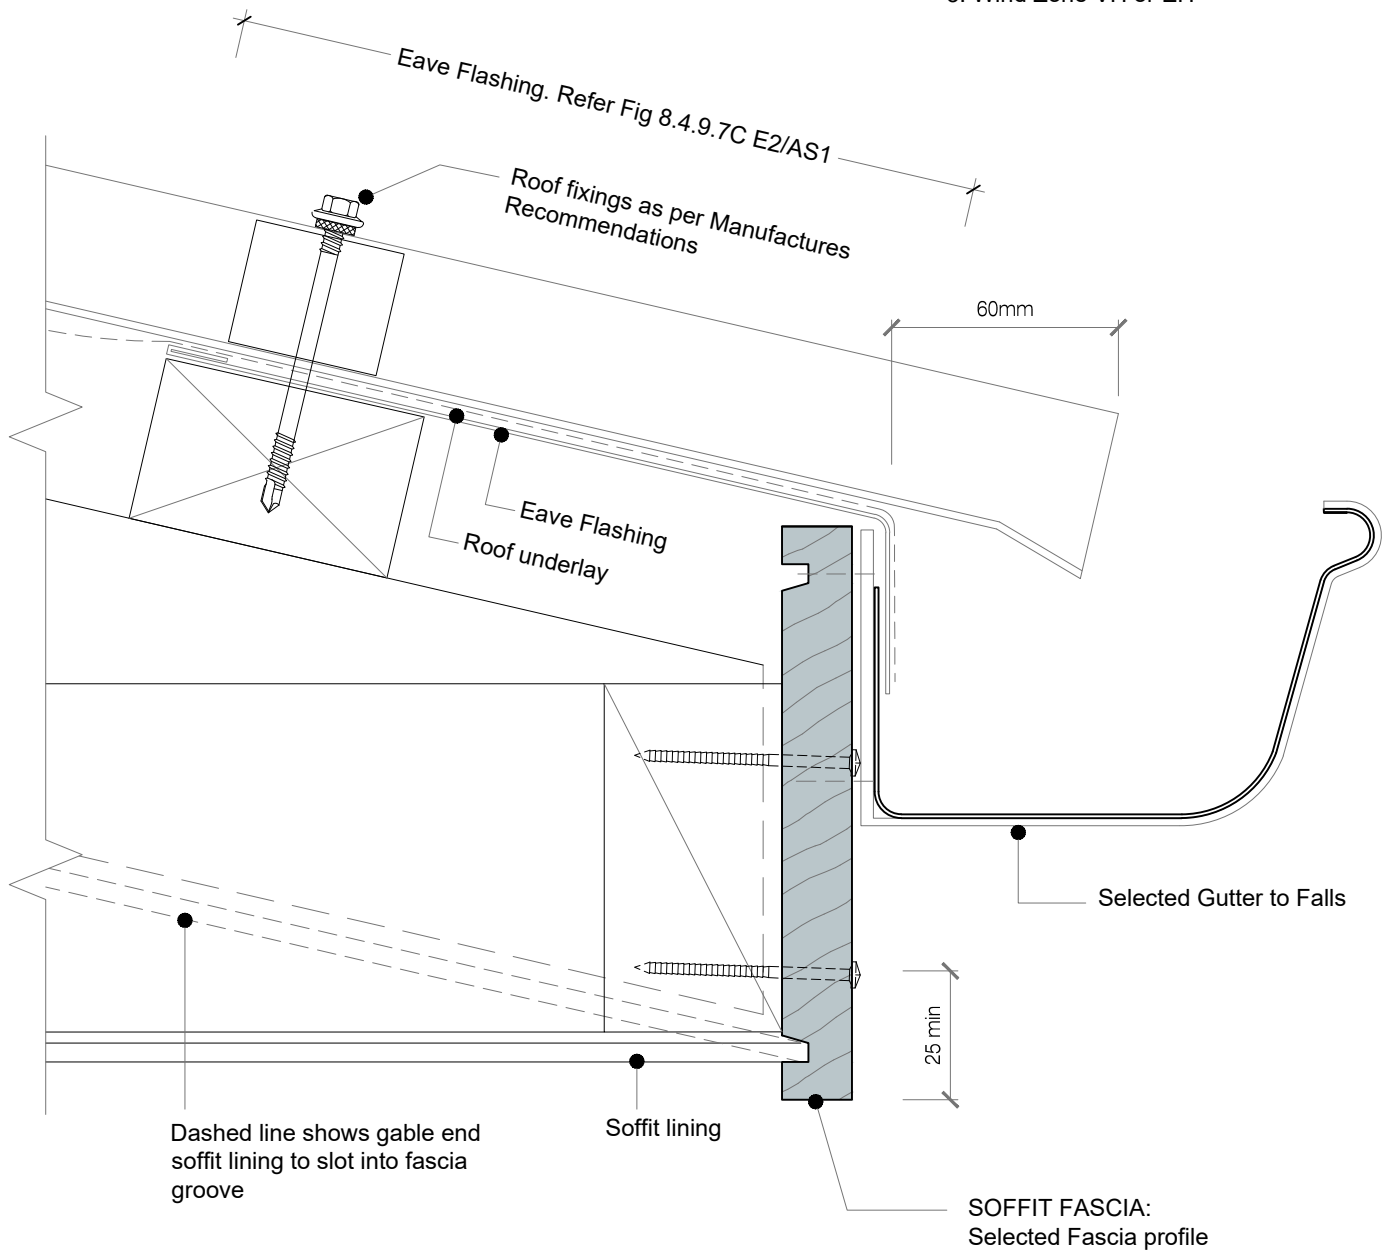 Eave Flashing. Refer Fig 8.4.9.7C E2/AS1
Roof fixings as per Manufactures
Recommendations
60mm
Eave Flashing
Roof underlay
Selected Gutter to Falls
25 min
Soffit lining
Dashed line shows gable end
soffit lining to slot into fascia
groove
SOFFIT FASCIA:
Selected Fascia profile